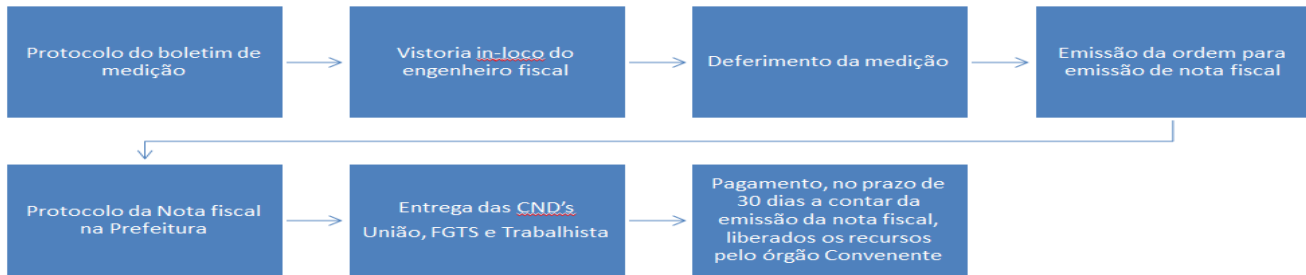 Protocolo do boletim de
medição
Vistoria in-loco do
engenheiro fiscal
Deferimento da medição
Emissão da ordem para
emissão de nota fiscal
Protocolo da Nota fiscal
na Prefeitura
Entrega das CND's
União, FGTS e Trabalhista
Pagamento, no prazo de
30 dias a contar da
emissão da nota fiscal,
liberados os recursos
pelo órgão Convenente